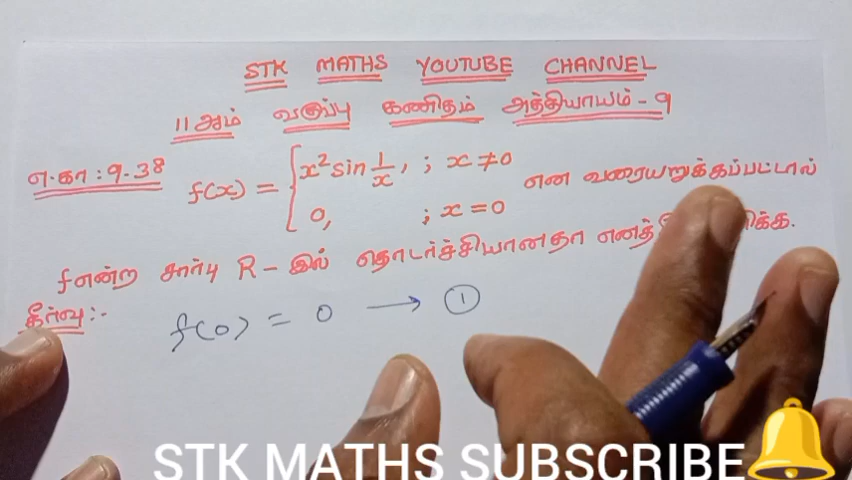 STK MATHS YOUTUBE CHANNEL
11ஆம் வகுப்பு கணிதம் அத்தியாயம் - 9
எ.கா : 9.38 f(x) = { x² sin 1/x, ; x ≠ 0
0, ; x = 0 என வரையறுக்கப்பட்டால்
f என்ற சார்பு R - இல் தொடர்ச்சியானதா எனத்
தீர்வு :-
f(0) = 0 → ①
STK MATHS SUBSCRIBE